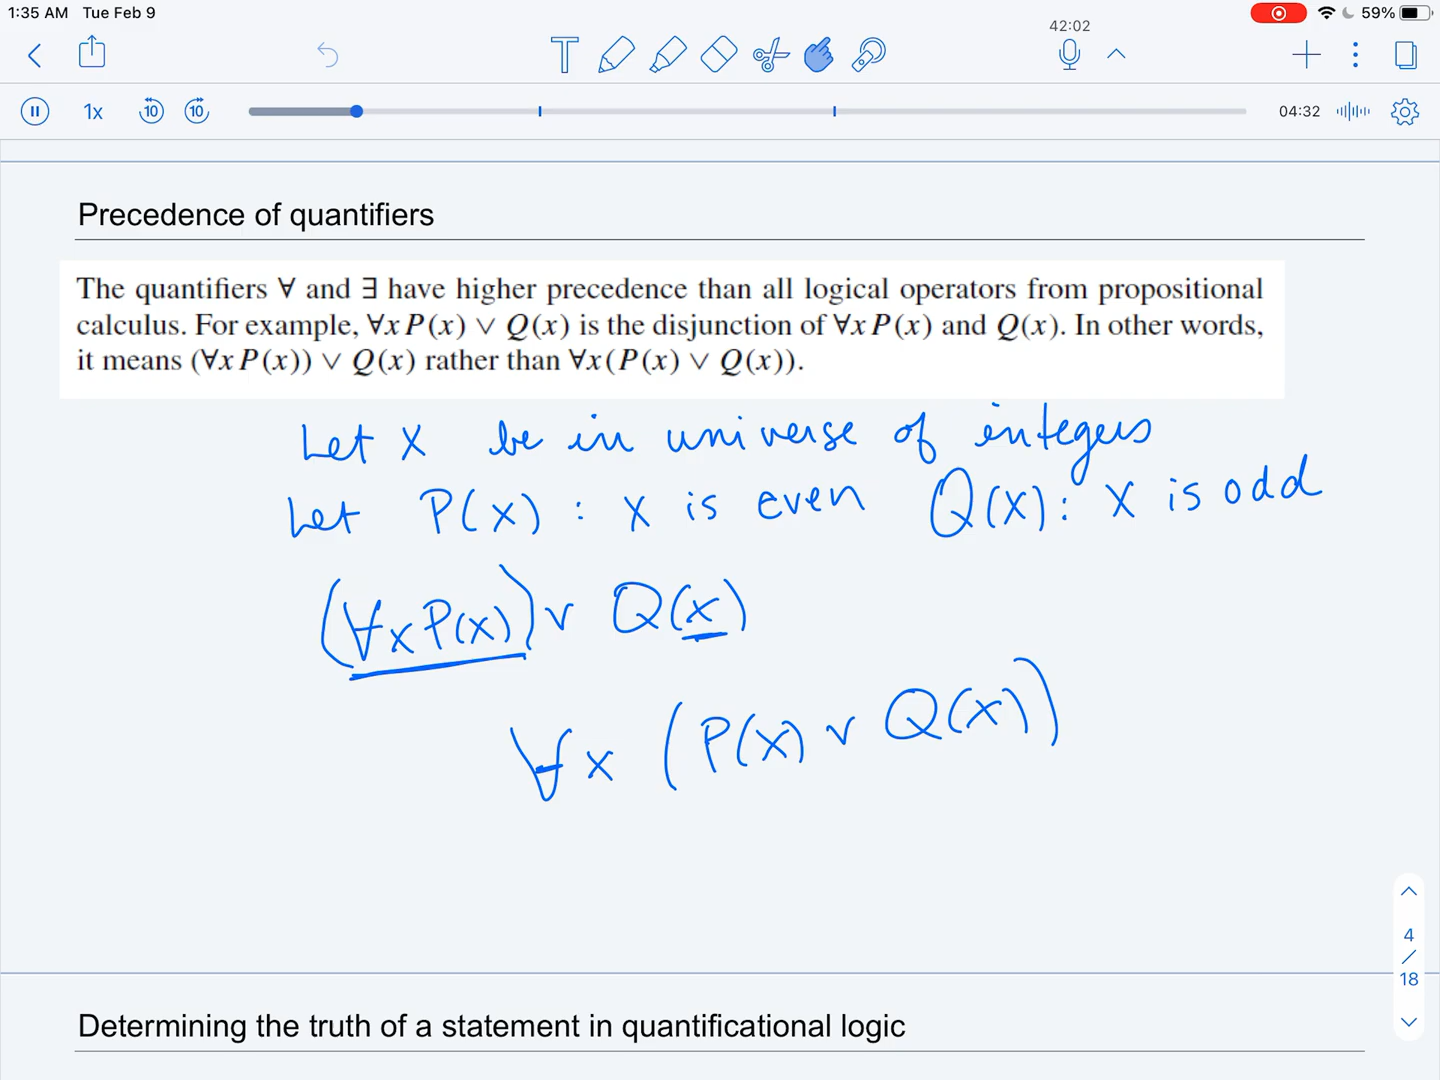 1:35 AM Tue Feb 9 59%
42:02
1x 10 10 04:32
Precedence of quantifiers
The quantifiers ∀ and ∃ have higher precedence than all logical operators from propositional
calculus. For example, ∀x P(x) ∨ Q(x) is the disjunction of ∀x P(x) and Q(x). In other words,
it means (∀x P(x)) ∨ Q(x) rather than ∀x(P(x) ∨ Q(x)).
Let x be in universe of integers
Let P(x) : x is even Q(x) : x is odd
(∀x P(x)) ∨ Q(x)
∀x (P(x) ∨ Q(x))
4
/
18
Determining the truth of a statement in quantificational logic